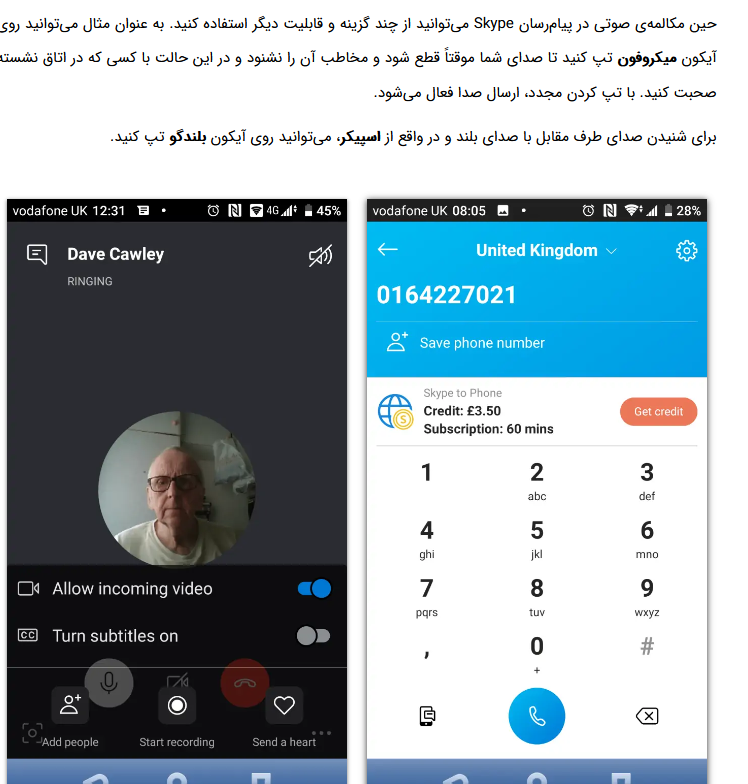 حین مکالمه‌ی صوتی در پیام‌رسان Skype می‌توانید از چند گزینه و قابلیت دیگر استفاده کنید. به عنوان مثال می‌توانید روی
آیکون میکروفون تپ کنید تا صدای شما موقتاً قطع شود و مخاطب آن را نشنود و در این حالت با کسی که در اتاق نشسته
صحبت کنید. با تپ کردن مجدد، ارسال صدا فعال می‌شود.
برای شنیدن صدای طرف مقابل با صدای بلند و در واقع از اسپیکر، می‌توانید روی آیکون بلندگو تپ کنید.
vodafone UK 12:31 4G 45%
Dave Cawley
RINGING
Allow incoming video
CC Turn subtitles on
Add people Start recording Send a heart
vodafone UK 08:05 28%
United Kingdom
0164227021
Save phone number
Skype to Phone
Credit: £3.50
Subscription: 60 mins
Get credit
1 2 3
abc def
4 5 6
ghi jkl mno
7 8 9
pqrs tuv wxyz
, 0 #
+